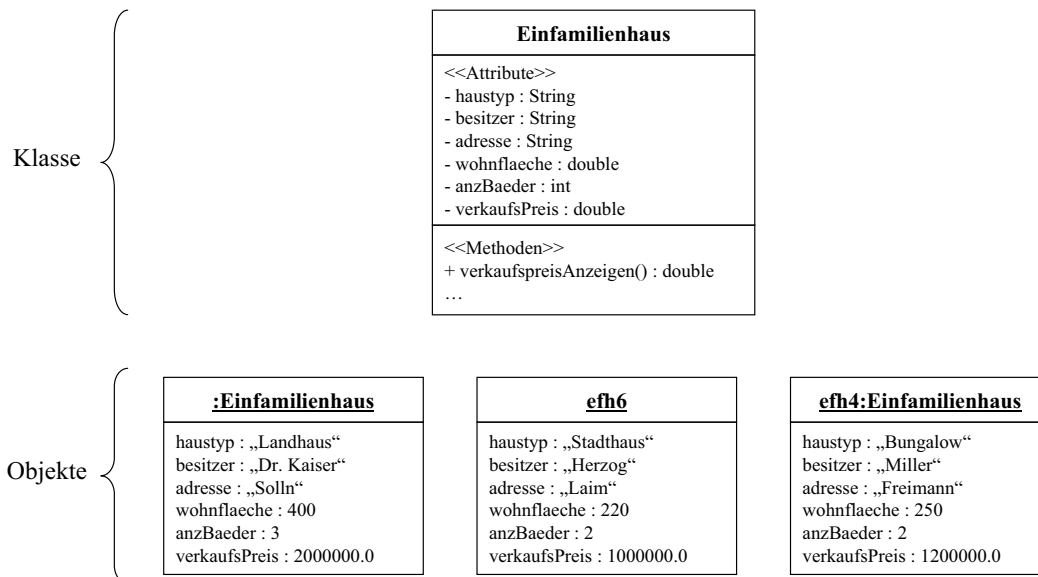 Einfamilienhaus
<<Attribute>>
- haustyp : String
- besitzer : String
- adresse : String
- wohnflaeche : double
- anzBaeder : int
- verkaufsPreis : double
<<Methoden>>
+ verkaufspreisAnzeigen() : double
…
Klasse
:Einfamilienhaus
haustyp : „Landhaus“
besitzer : „Dr. Kaiser“
adresse : „Solln“
wohnflaeche : 400
anzBaeder : 3
verkaufsPreis : 2000000.0
efh6
haustyp : „Stadthaus“
besitzer : „Herzog“
adresse : „Laim“
wohnflaeche : 220
anzBaeder : 2
verkaufsPreis : 1000000.0
efh4:Einfamilienhaus
haustyp : „Bungalow“
besitzer : „Miller“
adresse : „Freimann“
wohnflaeche : 250
anzBaeder : 2
verkaufsPreis : 1200000.0
Objekte